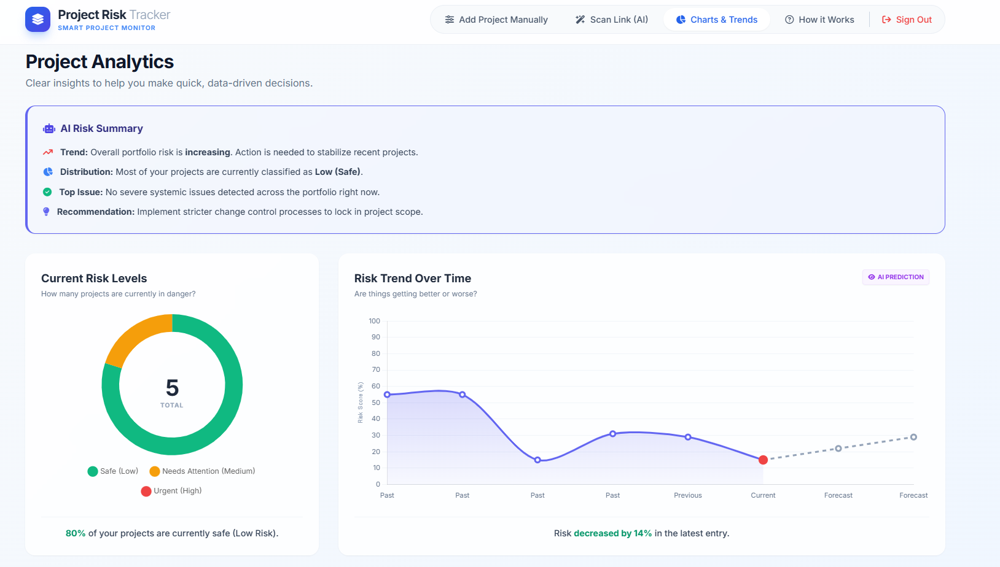 Project Risk Tracker
SMART PROJECT MONITOR
Add Project Manually
Scan Link (AI)
Charts & Trends
How it Works
Sign Out
Project Analytics
Clear insights to help you make quick, data-driven decisions.
AI Risk Summary
Trend: Overall portfolio risk is increasing. Action is needed to stabilize recent projects.
Distribution: Most of your projects are currently classified as Low (Safe).
Top Issue: No severe systemic issues detected across the portfolio right now.
Recommendation: Implement stricter change control processes to lock in project scope.
Current Risk Levels
How many projects are currently in danger?
5
TOTAL
Safe (Low)
Needs Attention (Medium)
Urgent (High)
80% of your projects are currently safe (Low Risk).
Risk Trend Over Time
Are things getting better or worse?
AI PREDICTION
Risk Score (%)
100
90
80
70
60
50
40
30
20
10
0
Past
Past
Past
Past
Previous
Current
Forecast
Forecast
Risk decreased by 14% in the latest entry.